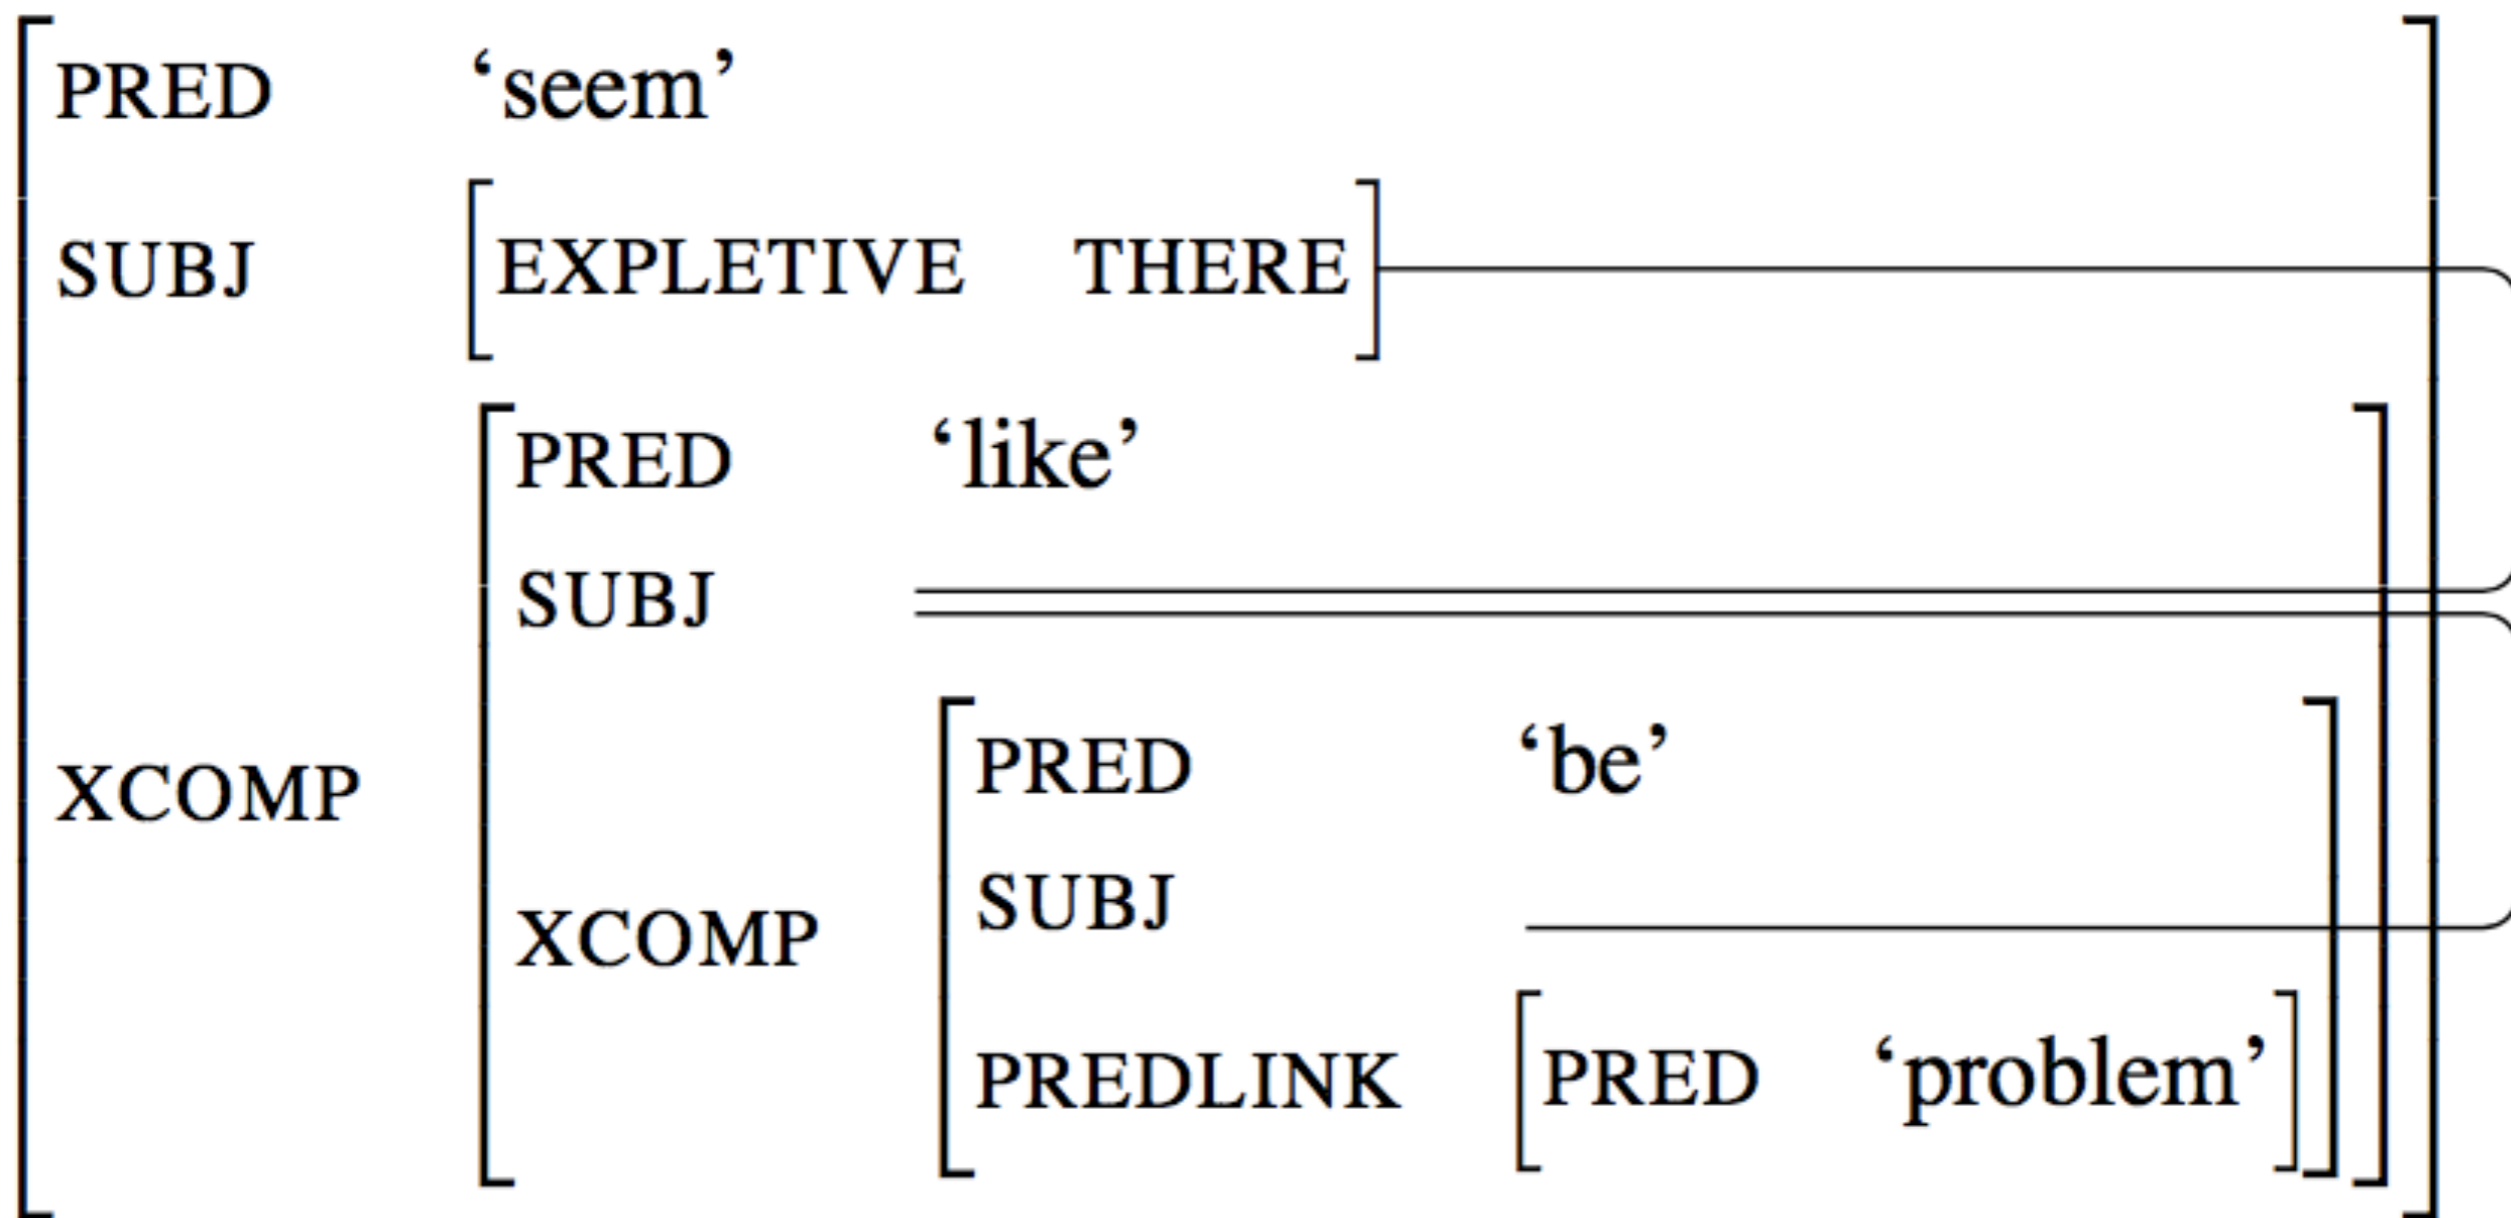 PRED ‘seem’
SUBJ EXPLETIVE THERE
PRED ‘like’
SUBJ
XCOMP
PRED ‘be’
SUBJ
XCOMP
PREDLINK PRED ‘problem’